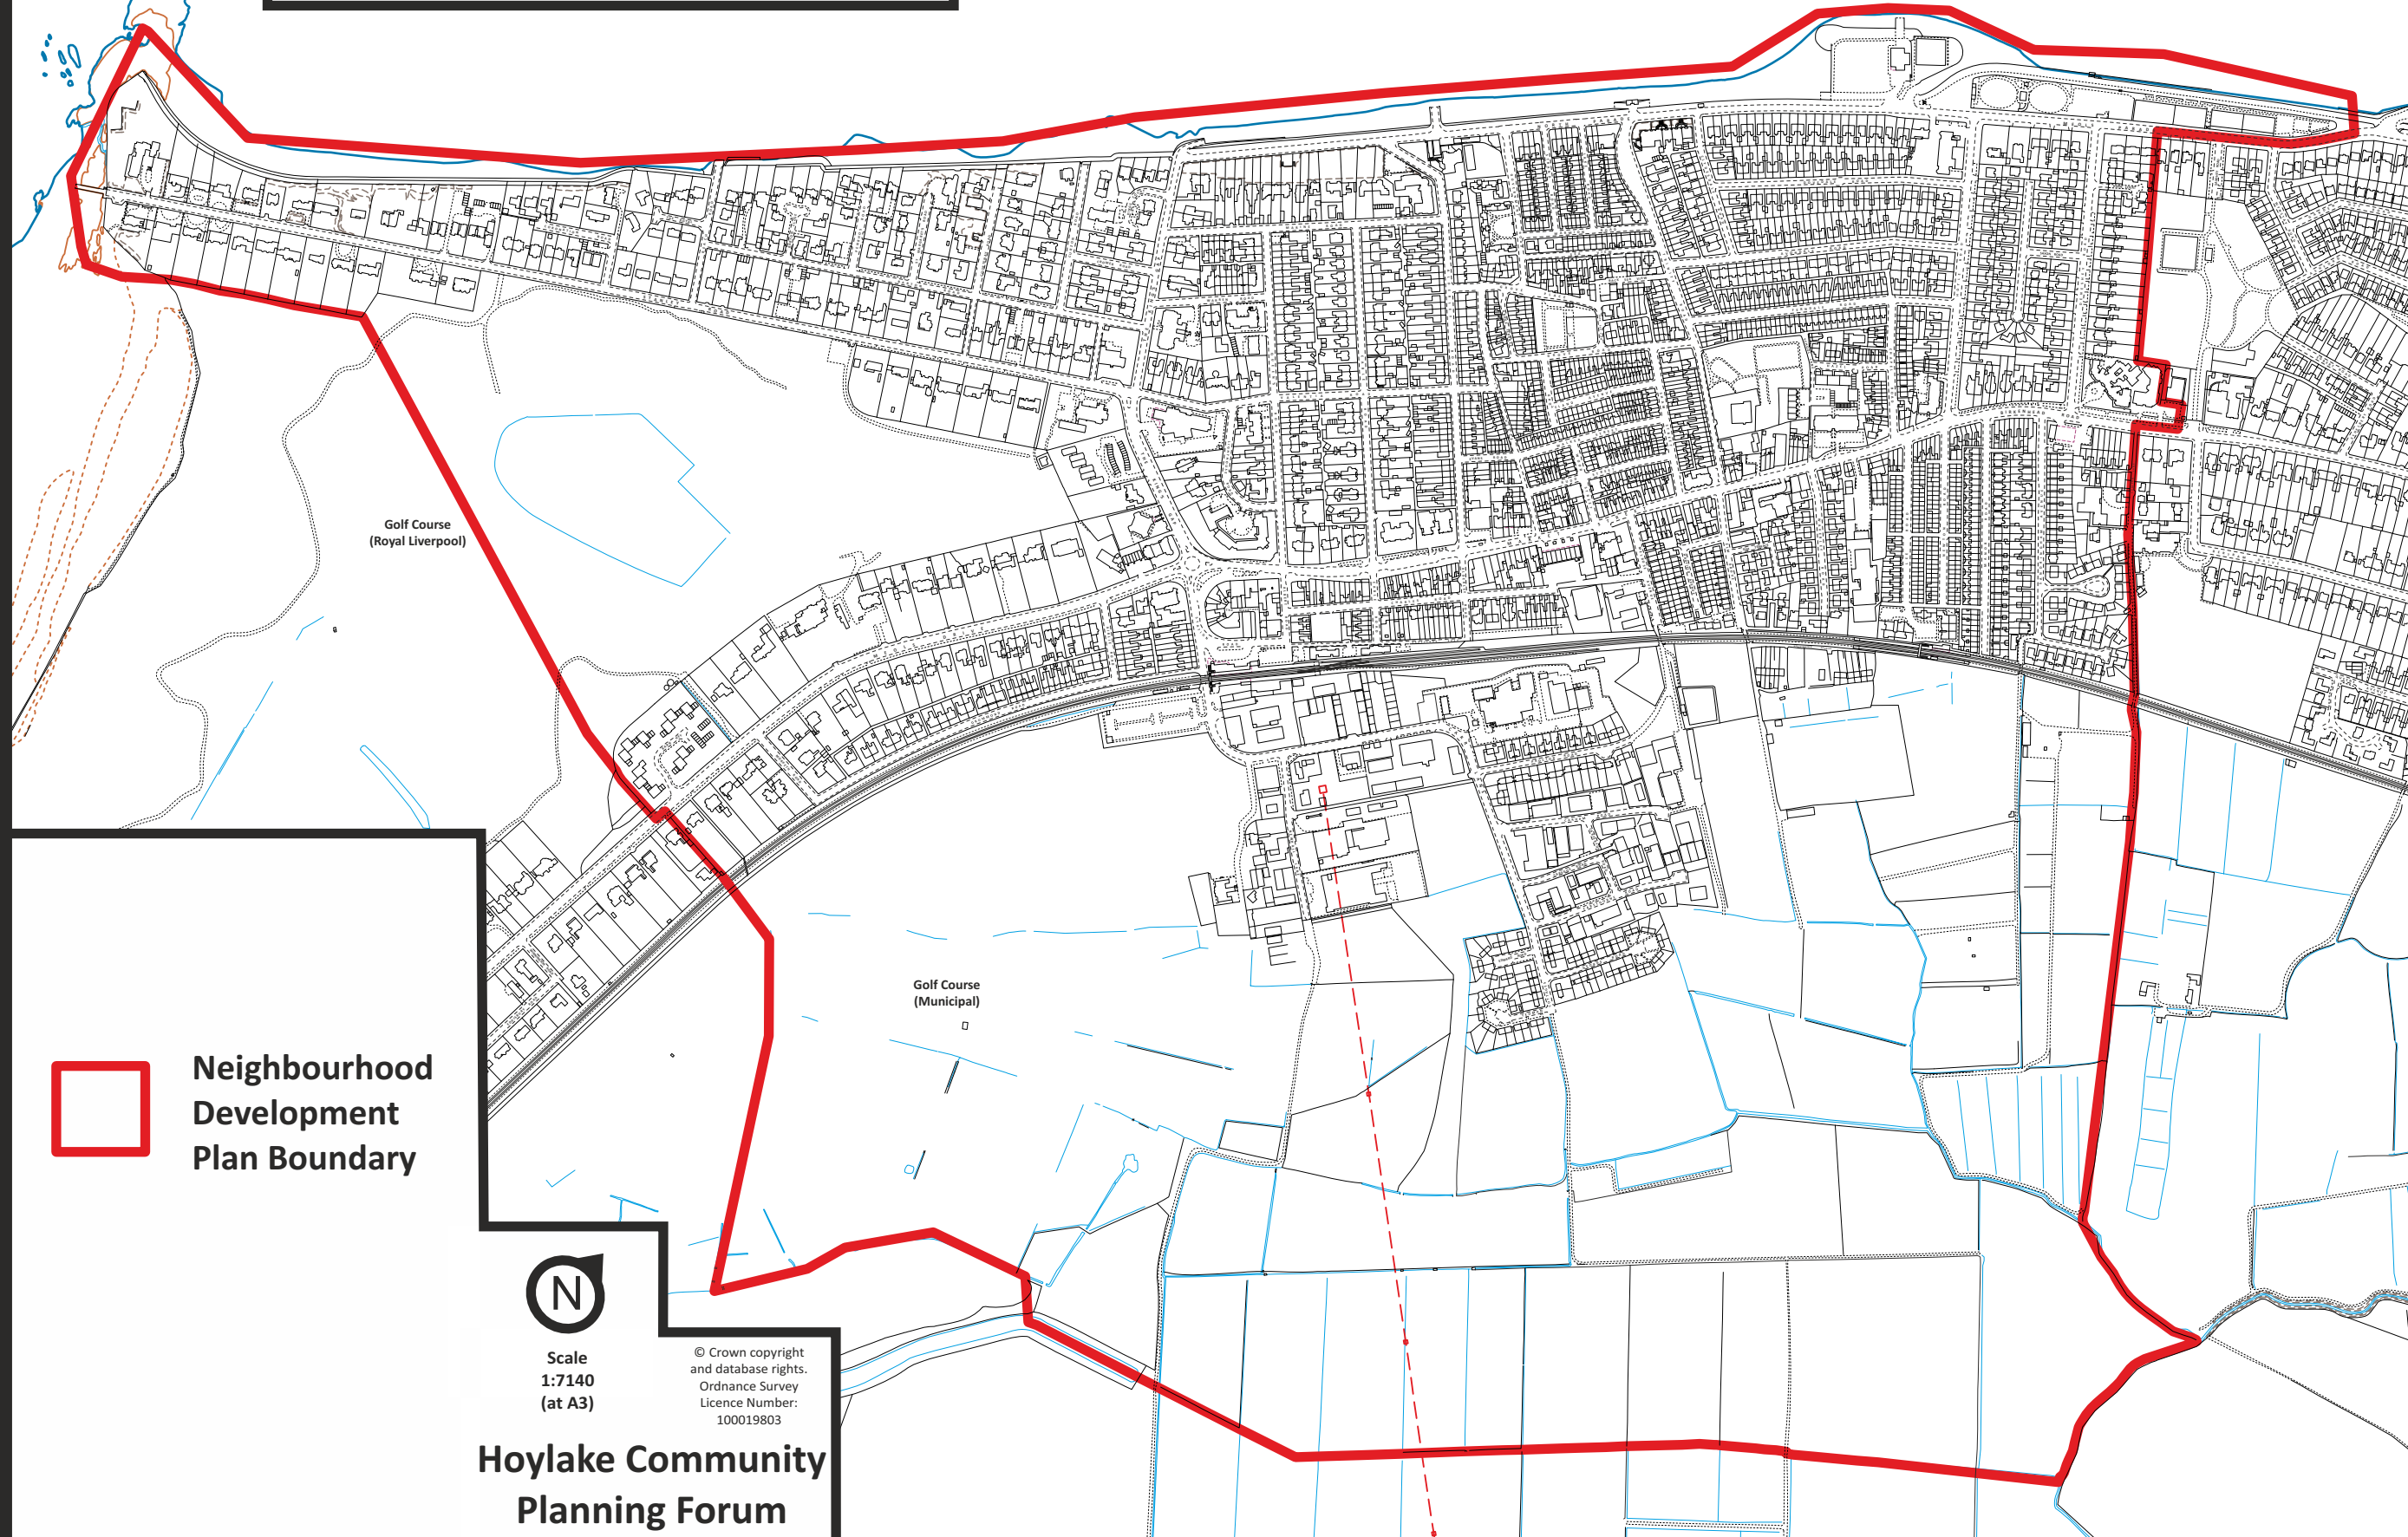 Golf Course
(Royal Liverpool)
Golf Course
(Municipal)
Neighbourhood
Development
Plan Boundary
N
Scale
1:7140
(at A3)
© Crown copyright
and database rights.
Ordnance Survey
Licence Number:
100019803
Hoylake Community
Planning Forum